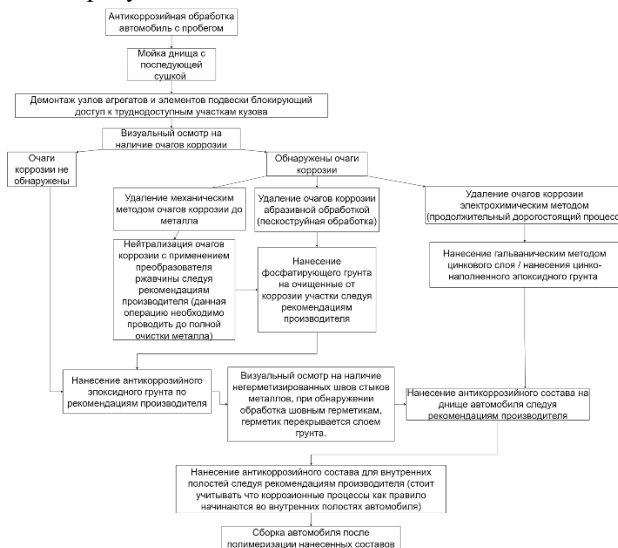 Антикоррозийная обработка
автомобиль с пробегом
Мойка днища с
последующей
сушкой
Демонтаж узлов агрегатов и элементов подвески блокирующий
доступ к труднодоступным участкам кузова
Визуальный осмотр на
наличие очагов коррозии
Очаги
коррозии не
обнаружены
Обнаружены очаги
коррозии
Удаление механическим
методом очагов коррозии до
металла
Удаление очагов коррозии
абразивной обработкой
(пескоструйная обработка)
Удаление очагов коррозии
электрохимическим методом
(продолжительный дорогостоящий процесс
Нейтрализация очагов
коррозии с применением
преобразователя
ржавчины следуя
рекомендациям
производителя (данная
операцию необходимо
проводить до полной
очистки металла)
Нанесение
фосфатирующего грунта
на очищенные от
коррозии участки следуя
рекомендациям
производителя
Нанесение гальваническим методом
цинкового слоя / нанесения цинко-
наполненного эпоксидного грунта
Нанесение антикоррозийного
эпоксидного грунта по
рекомендациям производителя
Визуальный осмотр на наличие
негерметизированных швов стыков
металлов, при обнаружении
обработка шовным герметикам,
герметик перекрывается слоем
грунта.
Нанесение антикоррозийного состава на
днище автомобиля следуя
рекомендациям производителя
Нанесение антикоррозийного состава для внутренних
полостей следуя рекомендациям производителя (стоит
учитывать что коррозионные процессы как правило
начинаются во внутренних полостях автомобиля)
Сборка автомобиля после
полимеризации нанесенных составов